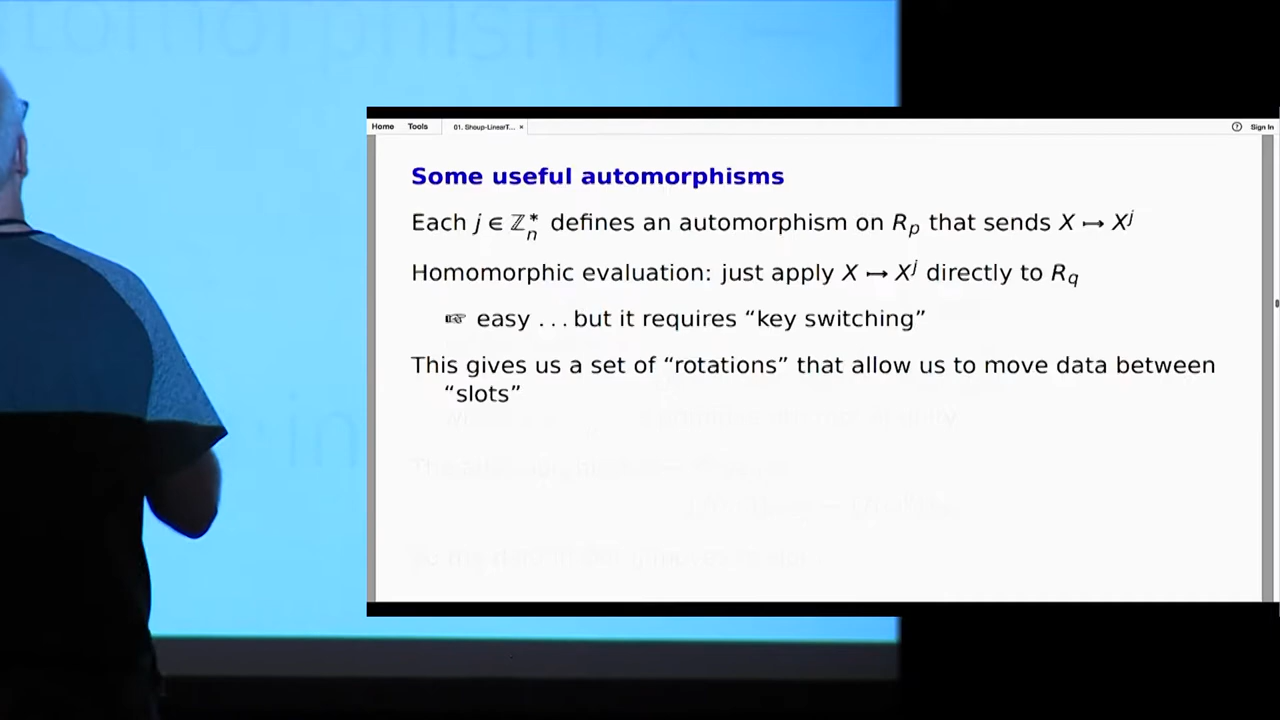 Home Tools 01. Shoup-LinearT... × ? Sign In
Some useful automorphisms
Each j ∈ ℤ*ₙ defines an automorphism on Rₚ that sends X ↦ Xʲ
Homomorphic evaluation: just apply X ↦ Xʲ directly to R_q
☞ easy . . . but it requires “key switching”
This gives us a set of “rotations” that allow us to move data between
“slots”